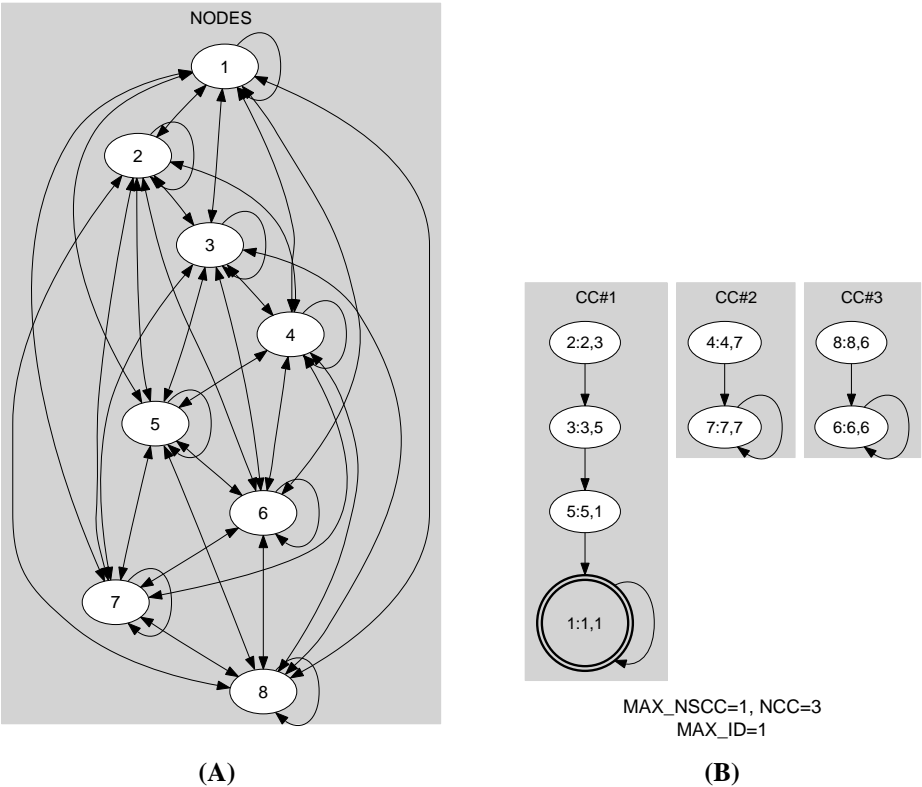 NODES
1
2
3
4
5
6
7
8
(A)
CC#1
2:2,3
3:3,5
5:5,1
1:1,1
CC#2
4:4,7
7:7,7
CC#3
8:8,6
6:6,6
MAX_NSCC=1, NCC=3
MAX_ID=1
(B)